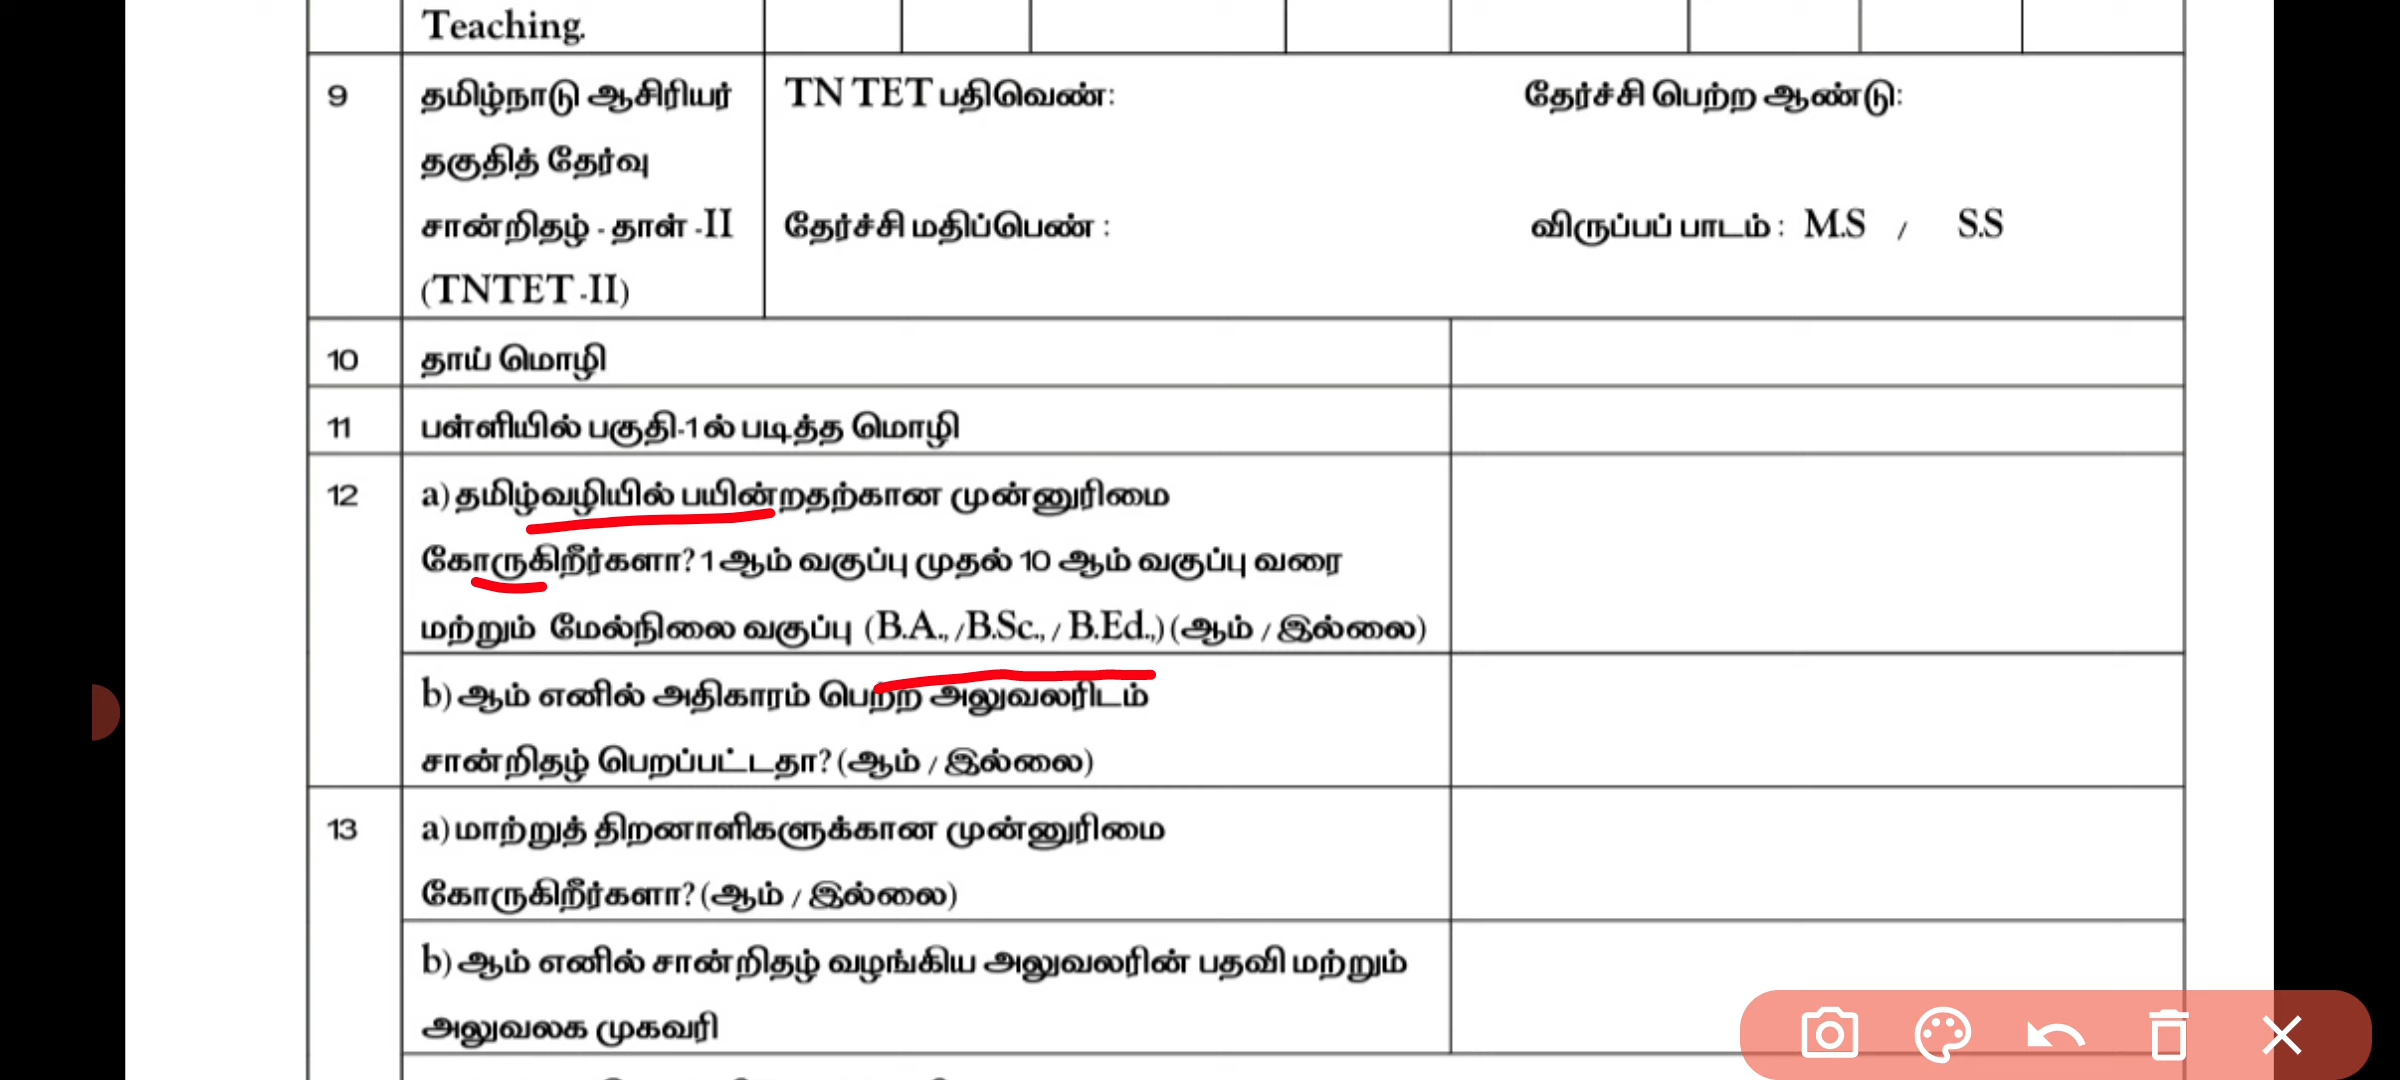 Teaching.
9 தமிழ்நாடு ஆசிரியர் TN TET பதிவெண்: தேர்ச்சி பெற்ற ஆண்டு:
தகுதித் தேர்வு
சான்றிதழ் - தாள் -II தேர்ச்சி மதிப்பெண் : விருப்பப் பாடம் : M.S / S.S
(TNTET -II)
10 தாய் மொழி
11 பள்ளியில் பகுதி-1ல் படித்த மொழி
12 a) தமிழ்வழியில் பயின்றதற்கான முன்னுரிமை
கோருகிறீர்களா? 1 ஆம் வகுப்பு முதல் 10 ஆம் வகுப்பு வரை
மற்றும் மேல்நிலை வகுப்பு (B.A., /B.Sc., / B.Ed.,) (ஆம் / இல்லை)
b) ஆம் எனில் அதிகாரம் பெற்ற அலுவலரிடம்
சான்றிதழ் பெறப்பட்டதா? (ஆம் / இல்லை)
13 a) மாற்றுத் திறனாளிகளுக்கான முன்னுரிமை
கோருகிறீர்களா? (ஆம் / இல்லை)
b) ஆம் எனில் சான்றிதழ் வழங்கிய அலுவலரின் பதவி மற்றும்
அலுவலக முகவரி